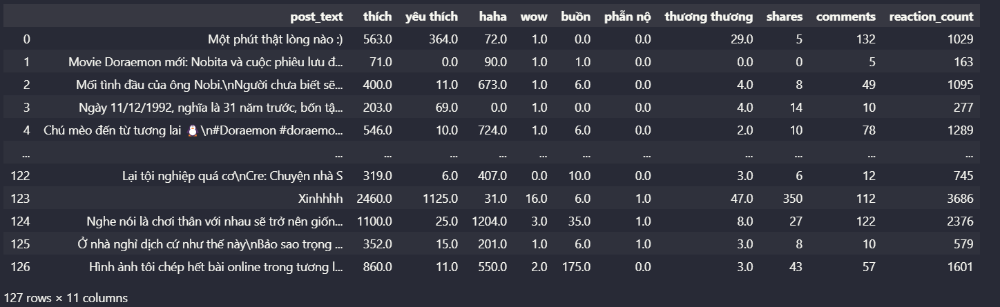 post_text thích yêu thích haha wow buồn phẫn nộ thương thương shares comments reaction_count
0 Một phút thật lòng nào :) 563.0 364.0 72.0 1.0 0.0 0.0 29.0 5 132 1029
1 Movie Doraemon mới: Nobita và cuộc phiêu lưu đ... 71.0 0.0 90.0 1.0 1.0 0.0 0.0 0 5 163
2 Mối tình đầu của ông Nobi.\nNgười chưa biết sẽ... 400.0 11.0 673.0 1.0 6.0 0.0 4.0 8 49 1095
3 Ngày 11/12/1992, nghĩa là 31 năm trước, bốn tậ... 203.0 69.0 0.0 1.0 0.0 0.0 4.0 14 10 277
4 Chú mèo đến từ tương lai 🐧\n#Doraemon #doraemo... 546.0 10.0 724.0 1.0 6.0 0.0 2.0 10 78 1289
... ... ... ... ... ... ... ... ... ... ... ...
122 Lại tội nghiệp quá cơ\nCre: Chuyện nhà S 319.0 6.0 407.0 0.0 10.0 0.0 3.0 6 12 745
123 Xinhhhh 2460.0 1125.0 31.0 16.0 6.0 1.0 47.0 350 112 3686
124 Nghe nói là chơi thân với nhau sẽ trở nên giốn... 1100.0 25.0 1204.0 3.0 35.0 1.0 8.0 27 122 2376
125 Ở nhà nghỉ dịch cứ như thế này\nBảo sao trọng ... 352.0 15.0 201.0 1.0 6.0 1.0 3.0 8 10 579
126 Hình ảnh tôi chép hết bài online trong tương l... 860.0 11.0 550.0 2.0 175.0 0.0 3.0 43 57 1601
127 rows × 11 columns